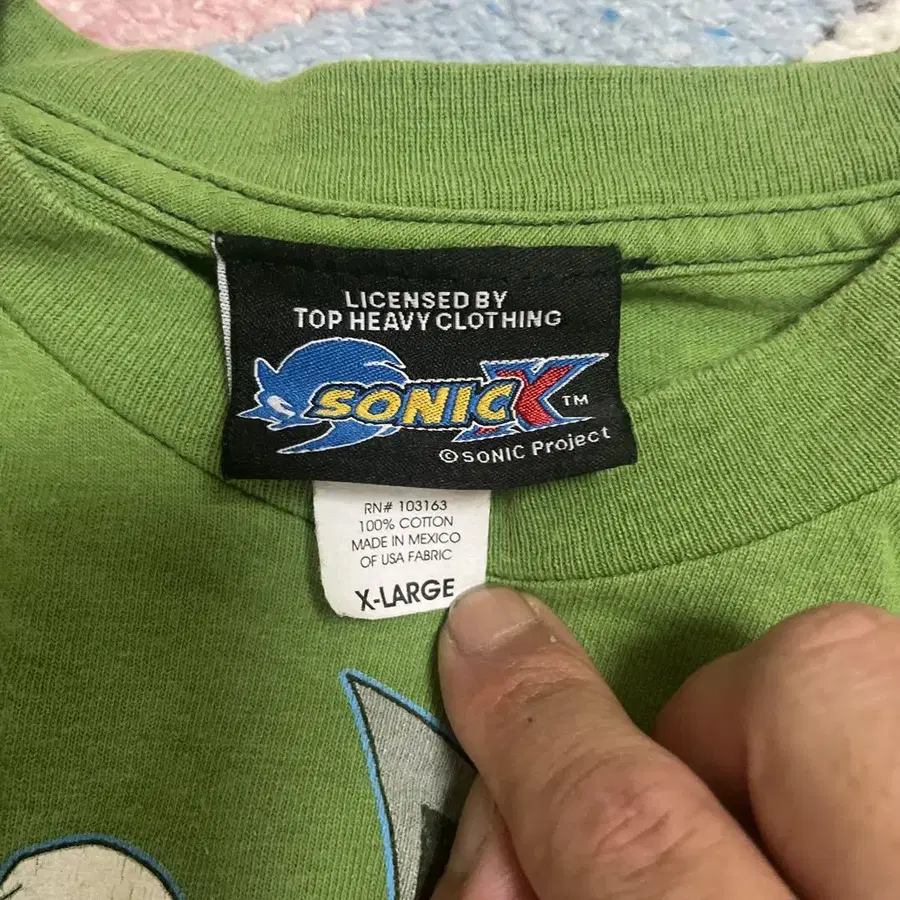 LICENSED BY
TOP HEAVY CLOTHING
SONIC X TM
©SONIC Project
RN# 103163
100% COTTON
MADE IN MEXICO
OF USA FABRIC
X-LARGE